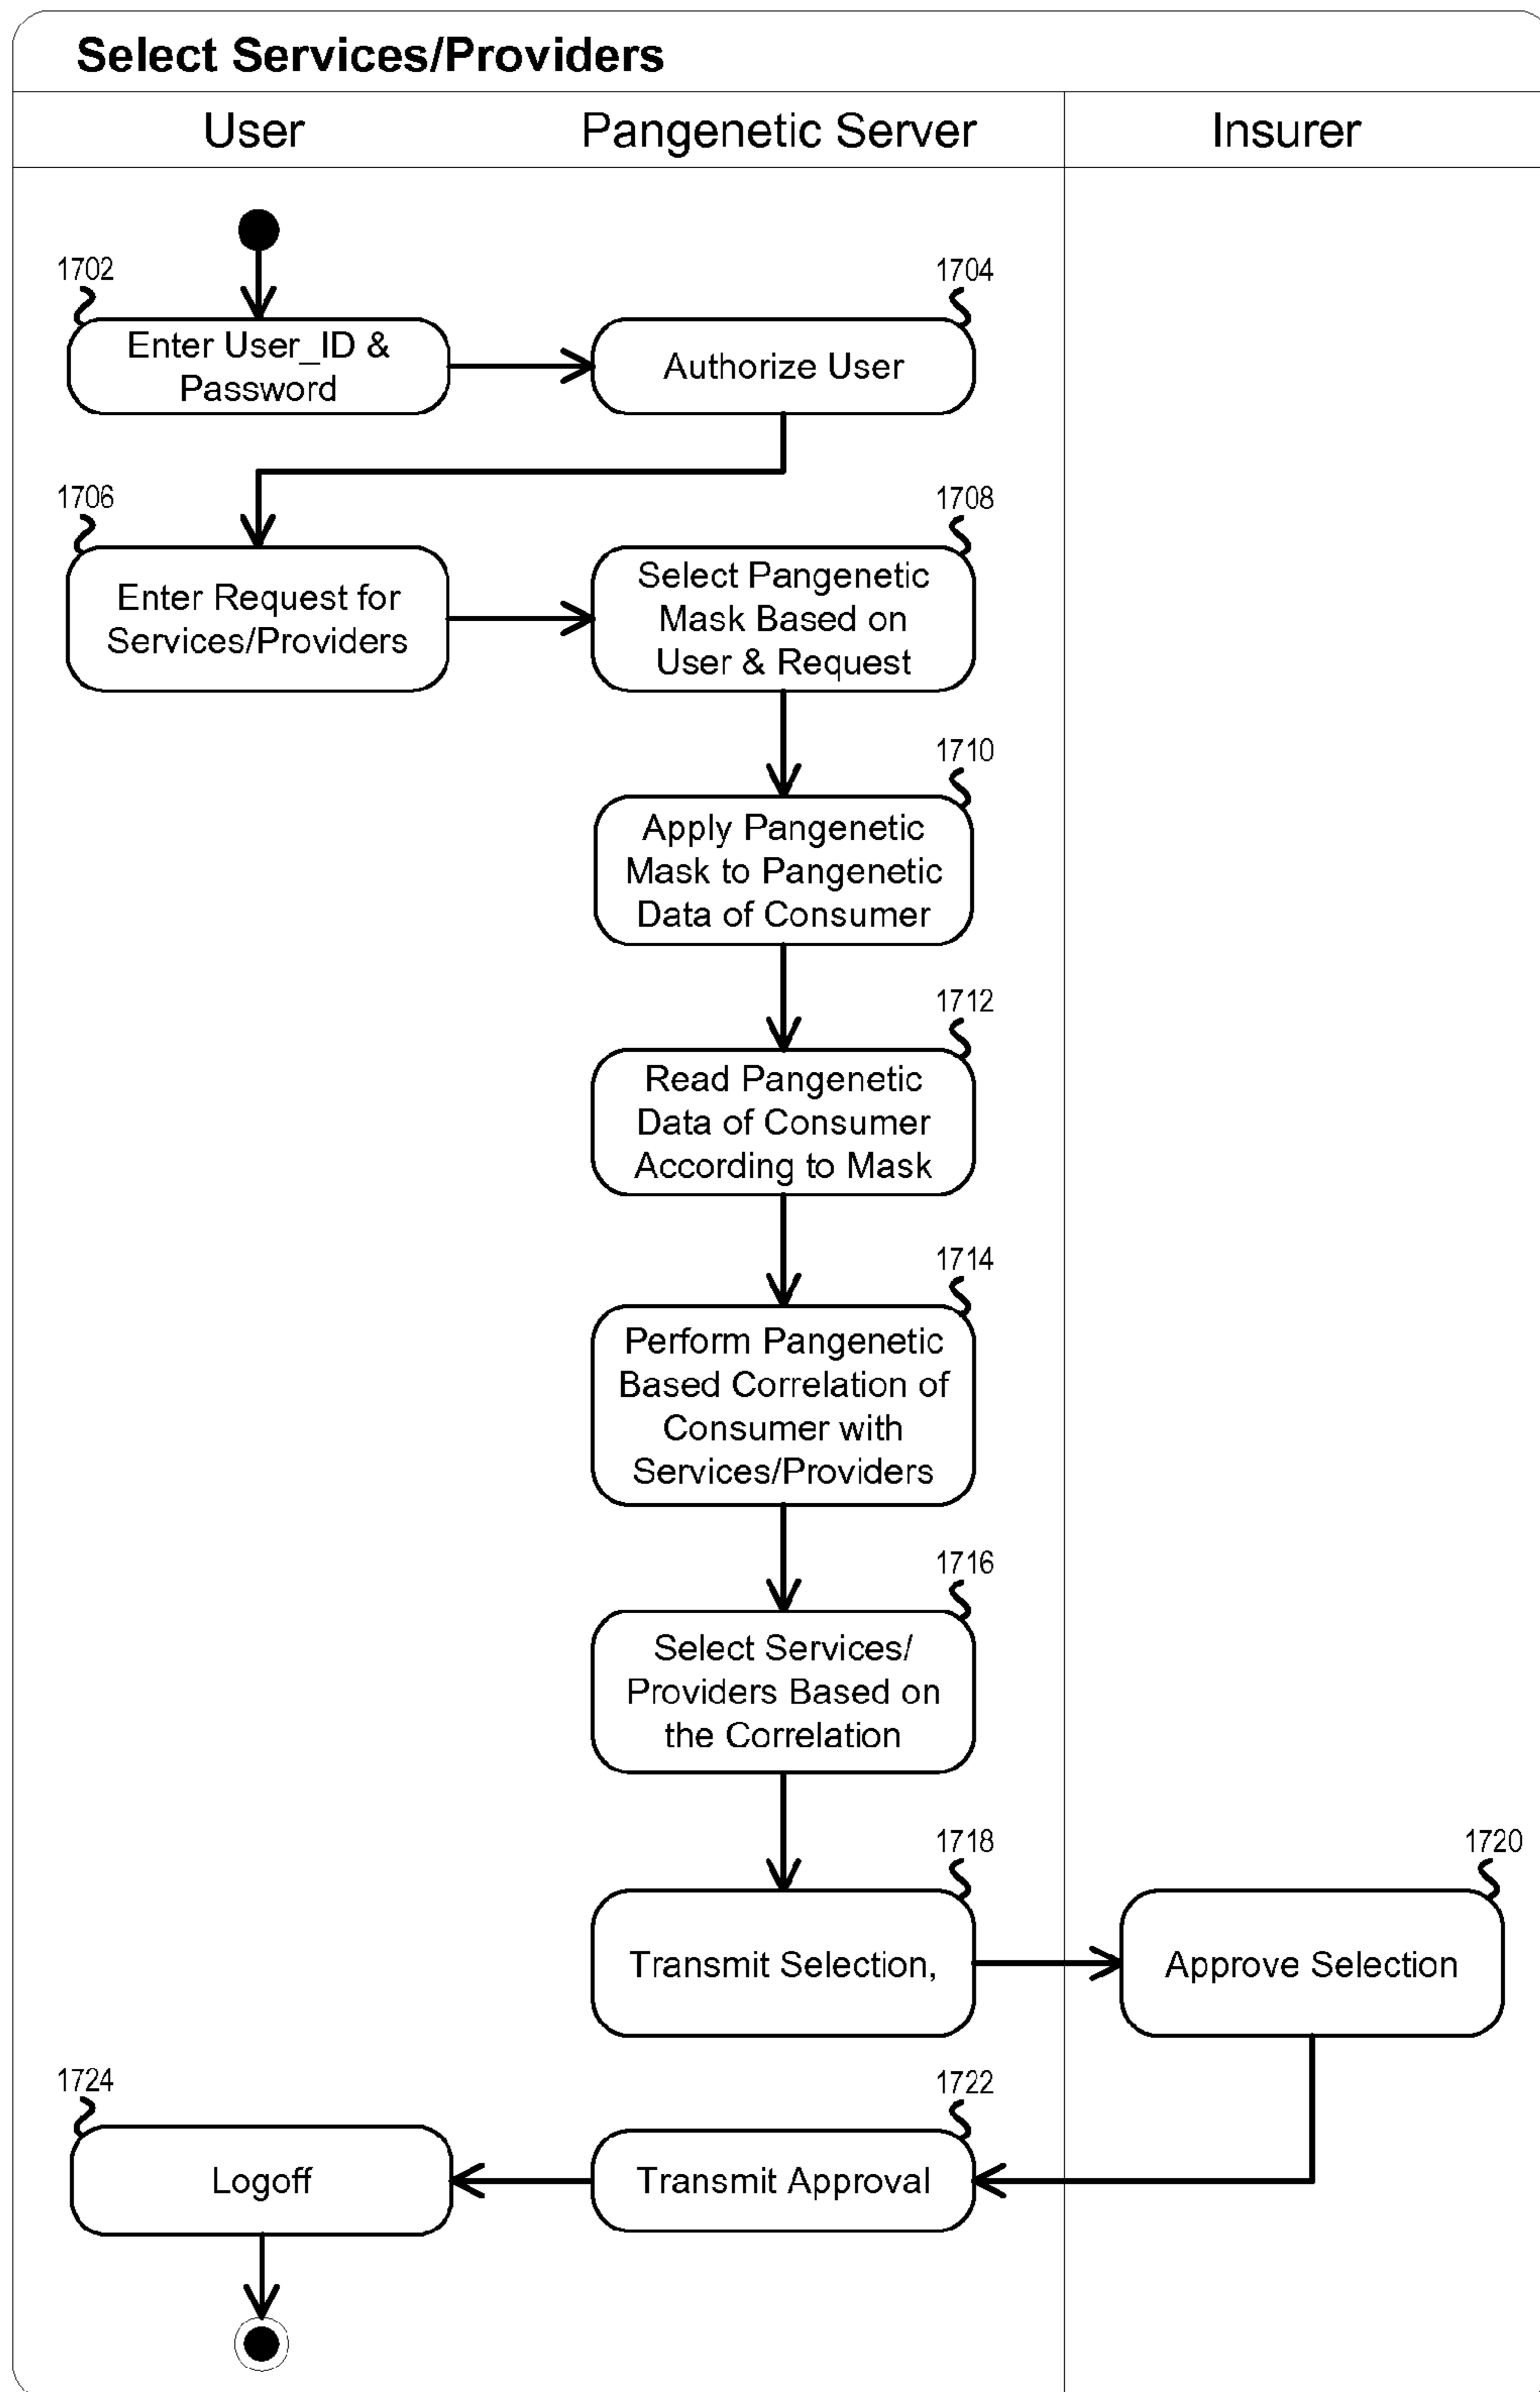 Select Services/Providers
User
Pangenetic Server
Insurer
1702
Enter User_ID &
Password
1704
Authorize User
1706
Enter Request for
Services/Providers
1708
Select Pangenetic
Mask Based on
User & Request
1710
Apply Pangenetic
Mask to Pangenetic
Data of Consumer
1712
Read Pangenetic
Data of Consumer
According to Mask
1714
Perform Pangenetic
Based Correlation of
Consumer with
Services/Providers
1716
Select Services/
Providers Based on
the Correlation
1718
Transmit Selection,
1720
Approve Selection
1722
Transmit Approval
1724
Logoff